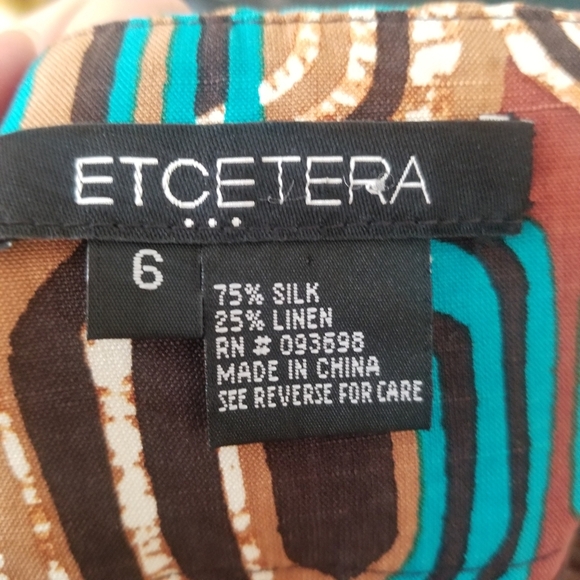 ETCETERA
...
6
75% SILK
25% LINEN
RN # 093698
MADE IN CHINA
SEE REVERSE FOR CARE